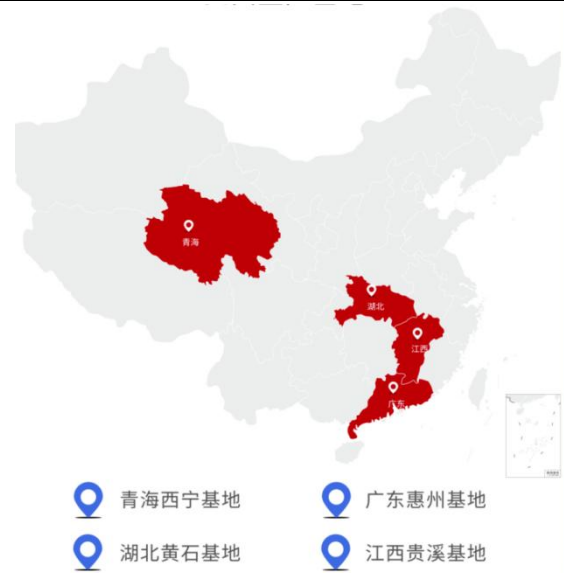 青海
湖北
江西
广东
青海西宁基地
广东惠州基地
湖北黄石基地
江西贵溪基地